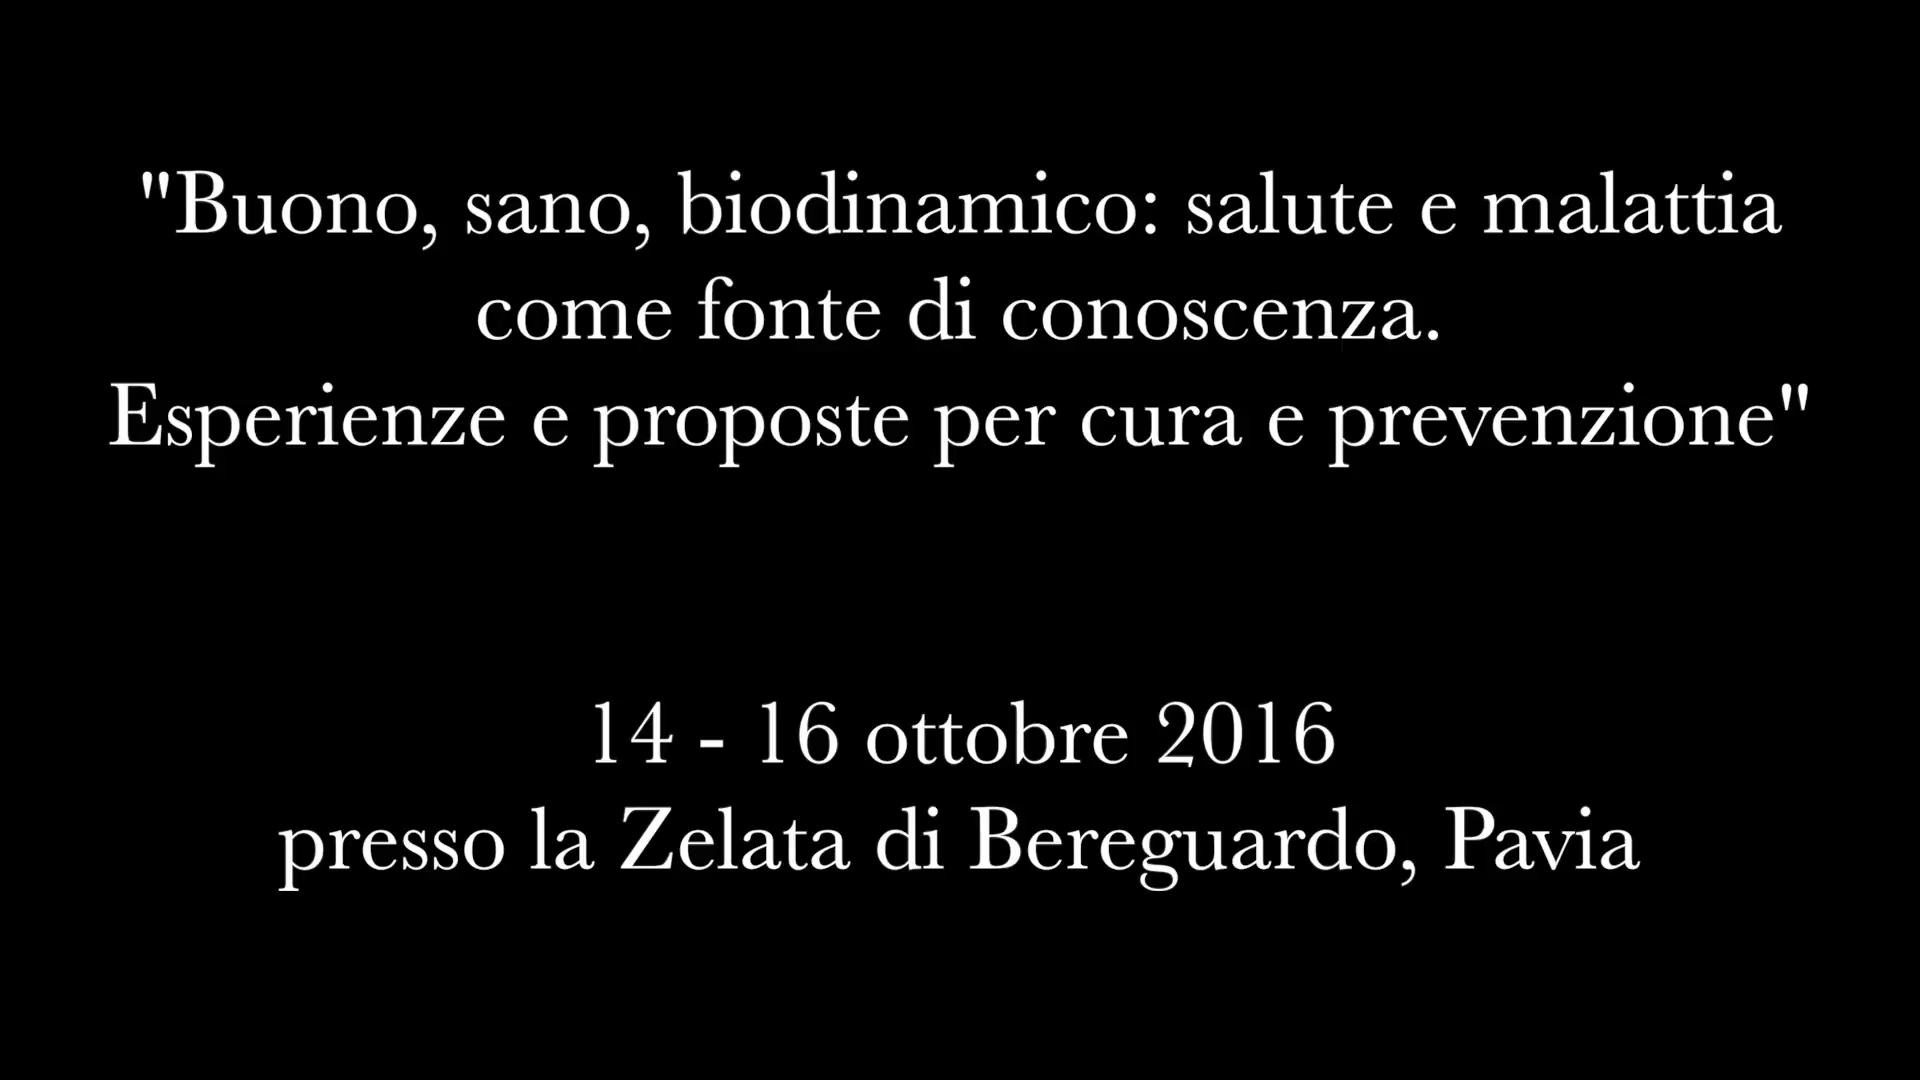 "Buono, sano, biodinamico: salute e malattia
come fonte di conoscenza.
Esperienze e proposte per cura e prevenzione"
14 - 16 ottobre 2016
presso la Zelata di Bereguardo, Pavia